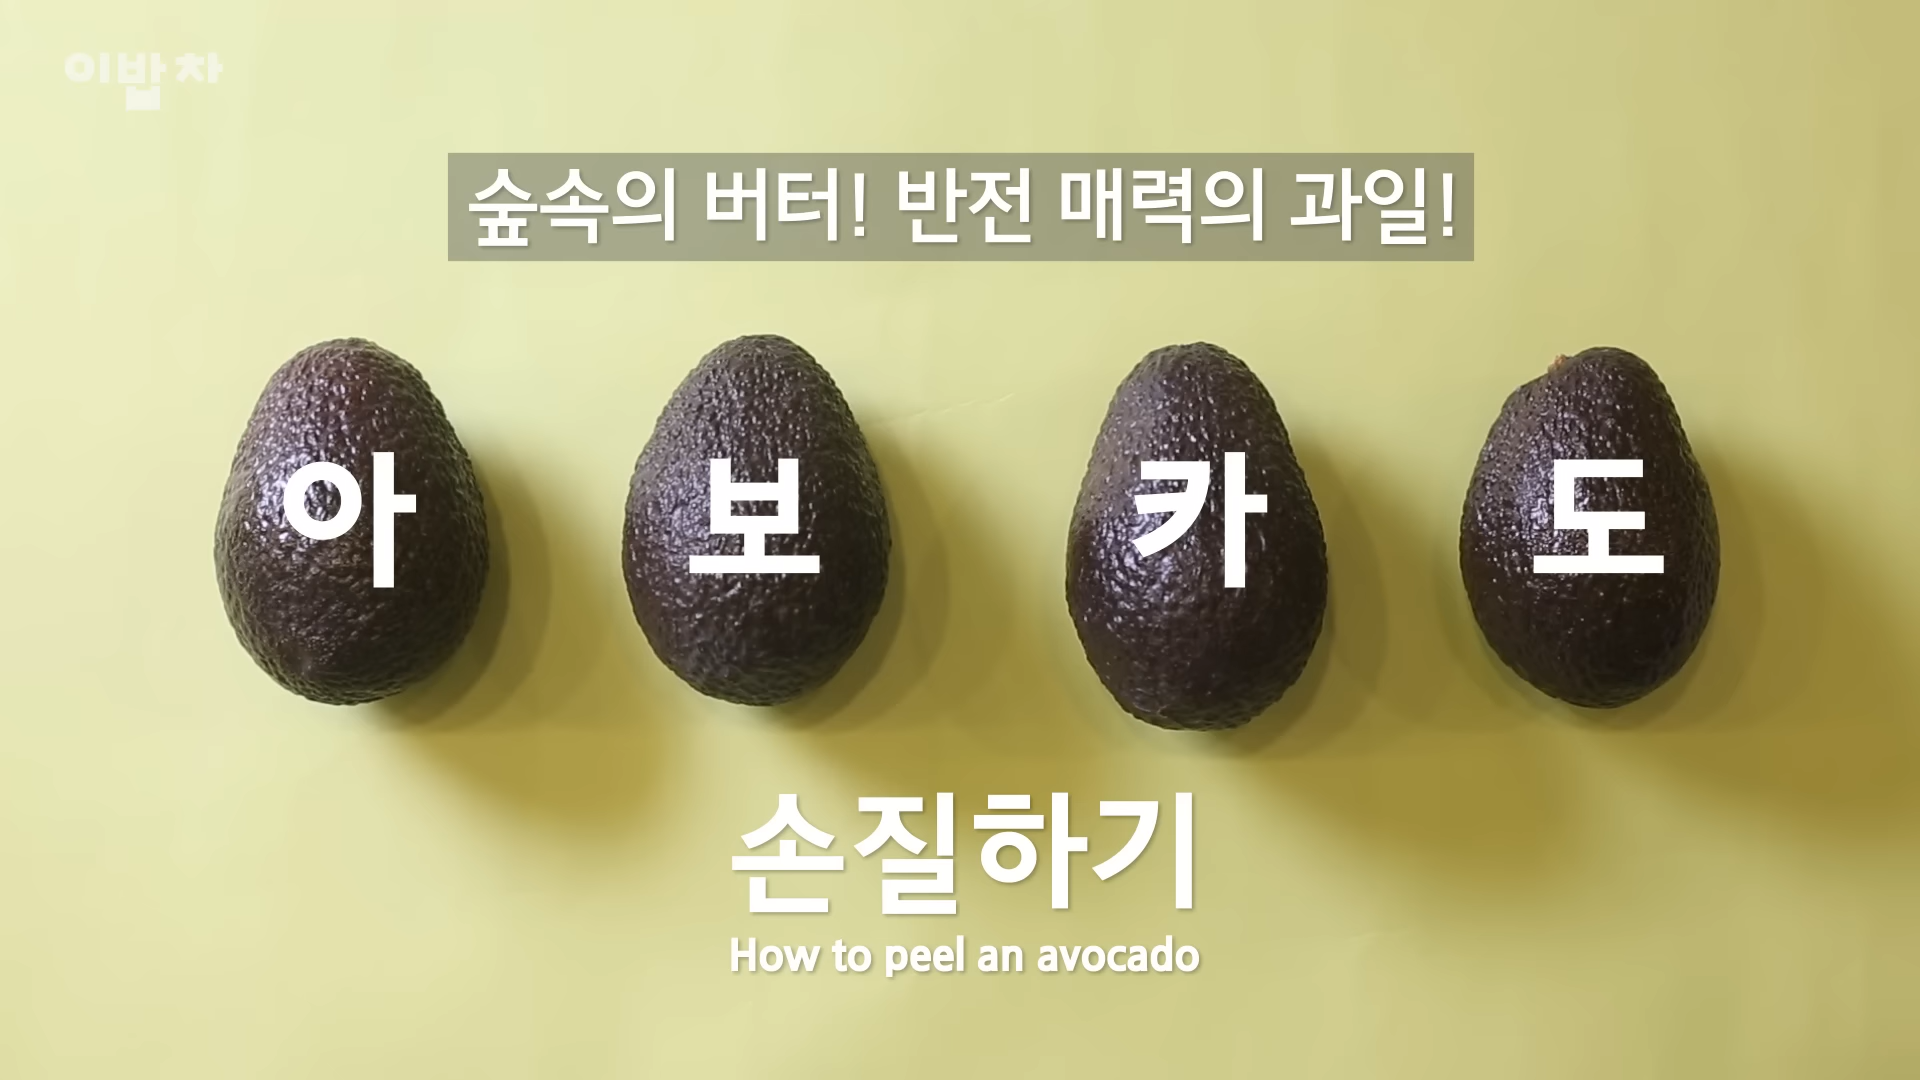 이밥차
숲속의 버터! 반전 매력의 과일!
아 보 카 도
손질하기
How to peel an avocado